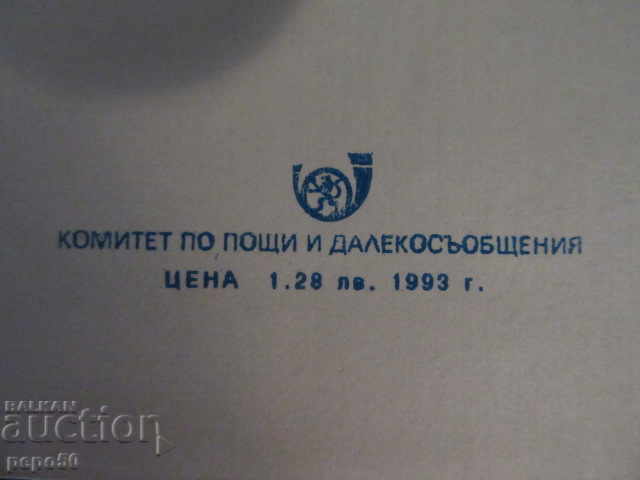 КОМИТЕТ ПО ПОЩИ И ДАЛЕКОСЪОБЩЕНИЯ
ЦЕНА 1.28 лв. 1993 г.
BALKAN
auction
pepo50